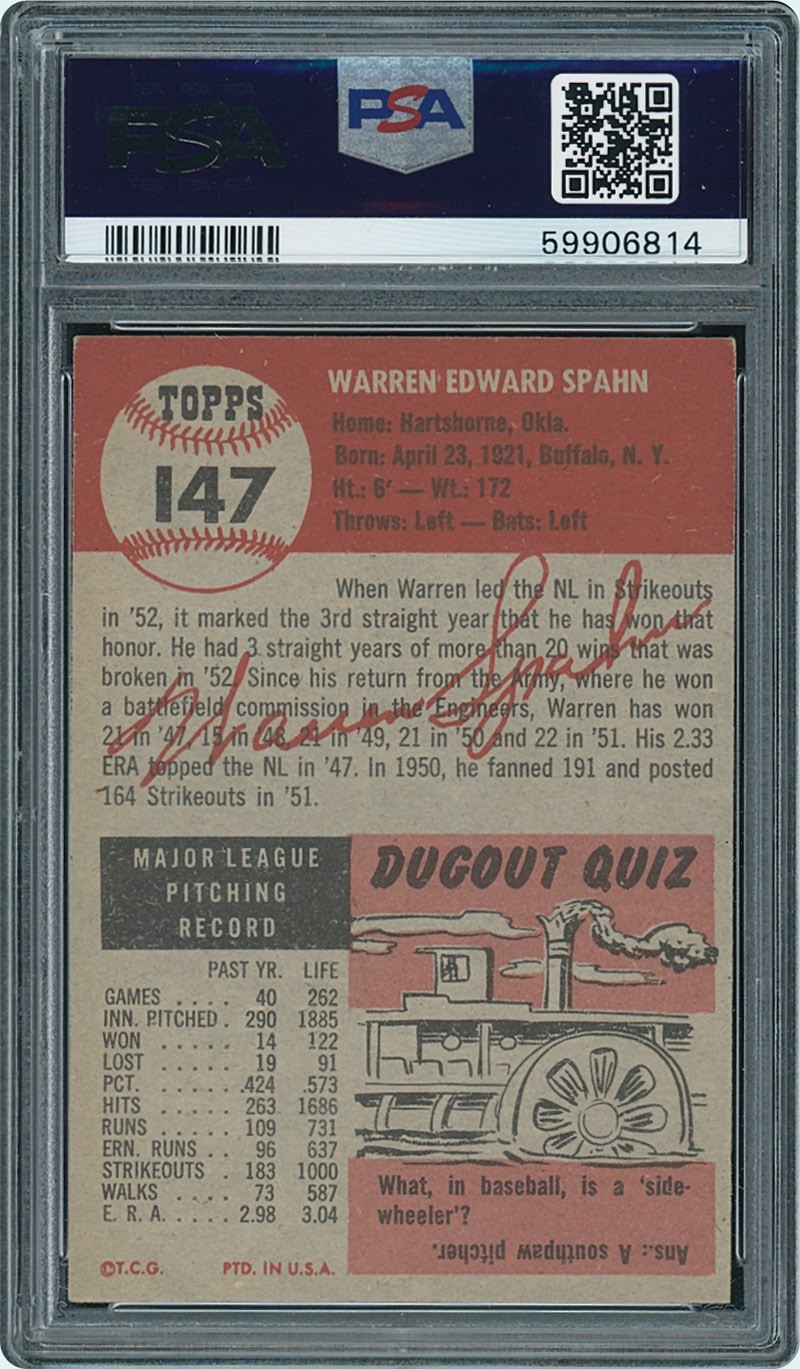 PSA
PSA
59906814
TOPPS
147
WARREN EDWARD SPAHN
Home: Hartshorne, Okla.
Born: April 23, 1921, Buffalo, N. Y.
Ht.: 6' — Wt.: 172
Throws: Left — Bats: Left
When Warren led the NL in Strikeouts
in '52, it marked the 3rd straight year that he has won that
honor. He had 3 straight years of more than 20 wins that was
broken in '52. Since his return from the Army, where he won
a battlefield commission in the Engineers, Warren has won
21 in '47, 15 in '48, 21 in '49, 21 in '50 and 22 in '51. His 2.33
ERA topped the NL in '47. In 1950, he fanned 191 and posted
164 Strikeouts in '51.
Warren Spahn
MAJOR LEAGUE
PITCHING
RECORD
PAST YR. LIFE
GAMES . . . . 40 262
INN. PITCHED . 290 1885
WON . . . . . 14 122
LOST . . . . . 19 91
PCT. . . . . . .424 .573
HITS . . . . . 263 1686
RUNS . . . . . 109 731
ERN. RUNS . . 96 637
STRIKEOUTS . 183 1000
WALKS . . . . 73 587
E. R. A. . . . . 2.98 3.04
©T.C.G. PTD. IN U.S.A.
DUGOUT QUIZ
What, in baseball, is a 'side-
wheeler'?
Ans.: A southpaw pitcher.